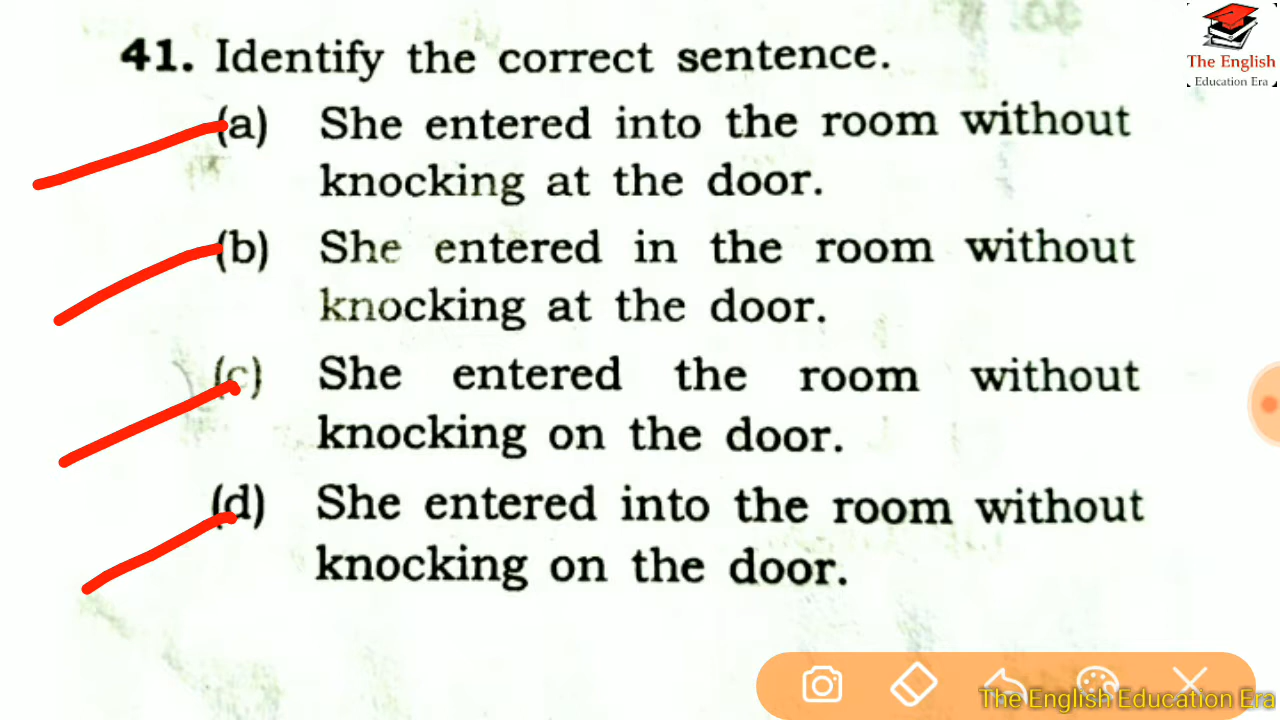 The English
Education Era
41. Identify the correct sentence.
(a) She entered into the room without
knocking at the door.
(b) She entered in the room without
knocking at the door.
(c) She entered the room without
knocking on the door.
(d) She entered into the room without
knocking on the door.
The English Education Era